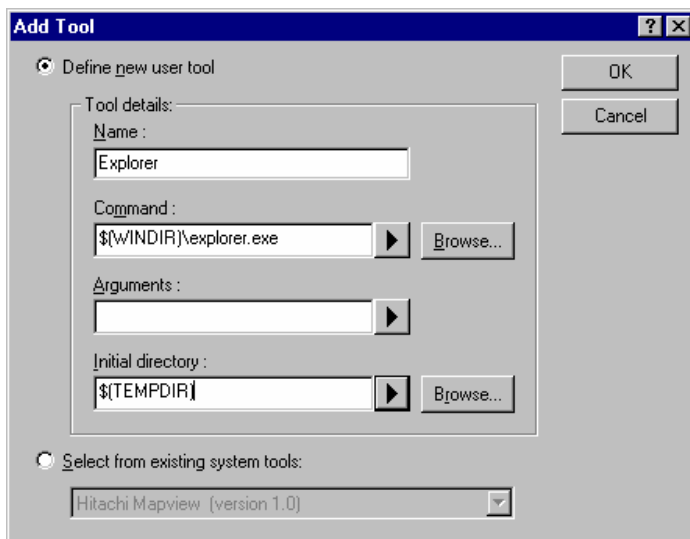 Add Tool
Define new user tool
OK
Tool details:
Cancel
Name :
Explorer
Command :
$(WINDIR)\explorer.exe
Browse...
Arguments :
Initial directory :
$(TEMPDIR)
Browse...
Select from existing system tools:
Hitachi Mapview (version 1.0)